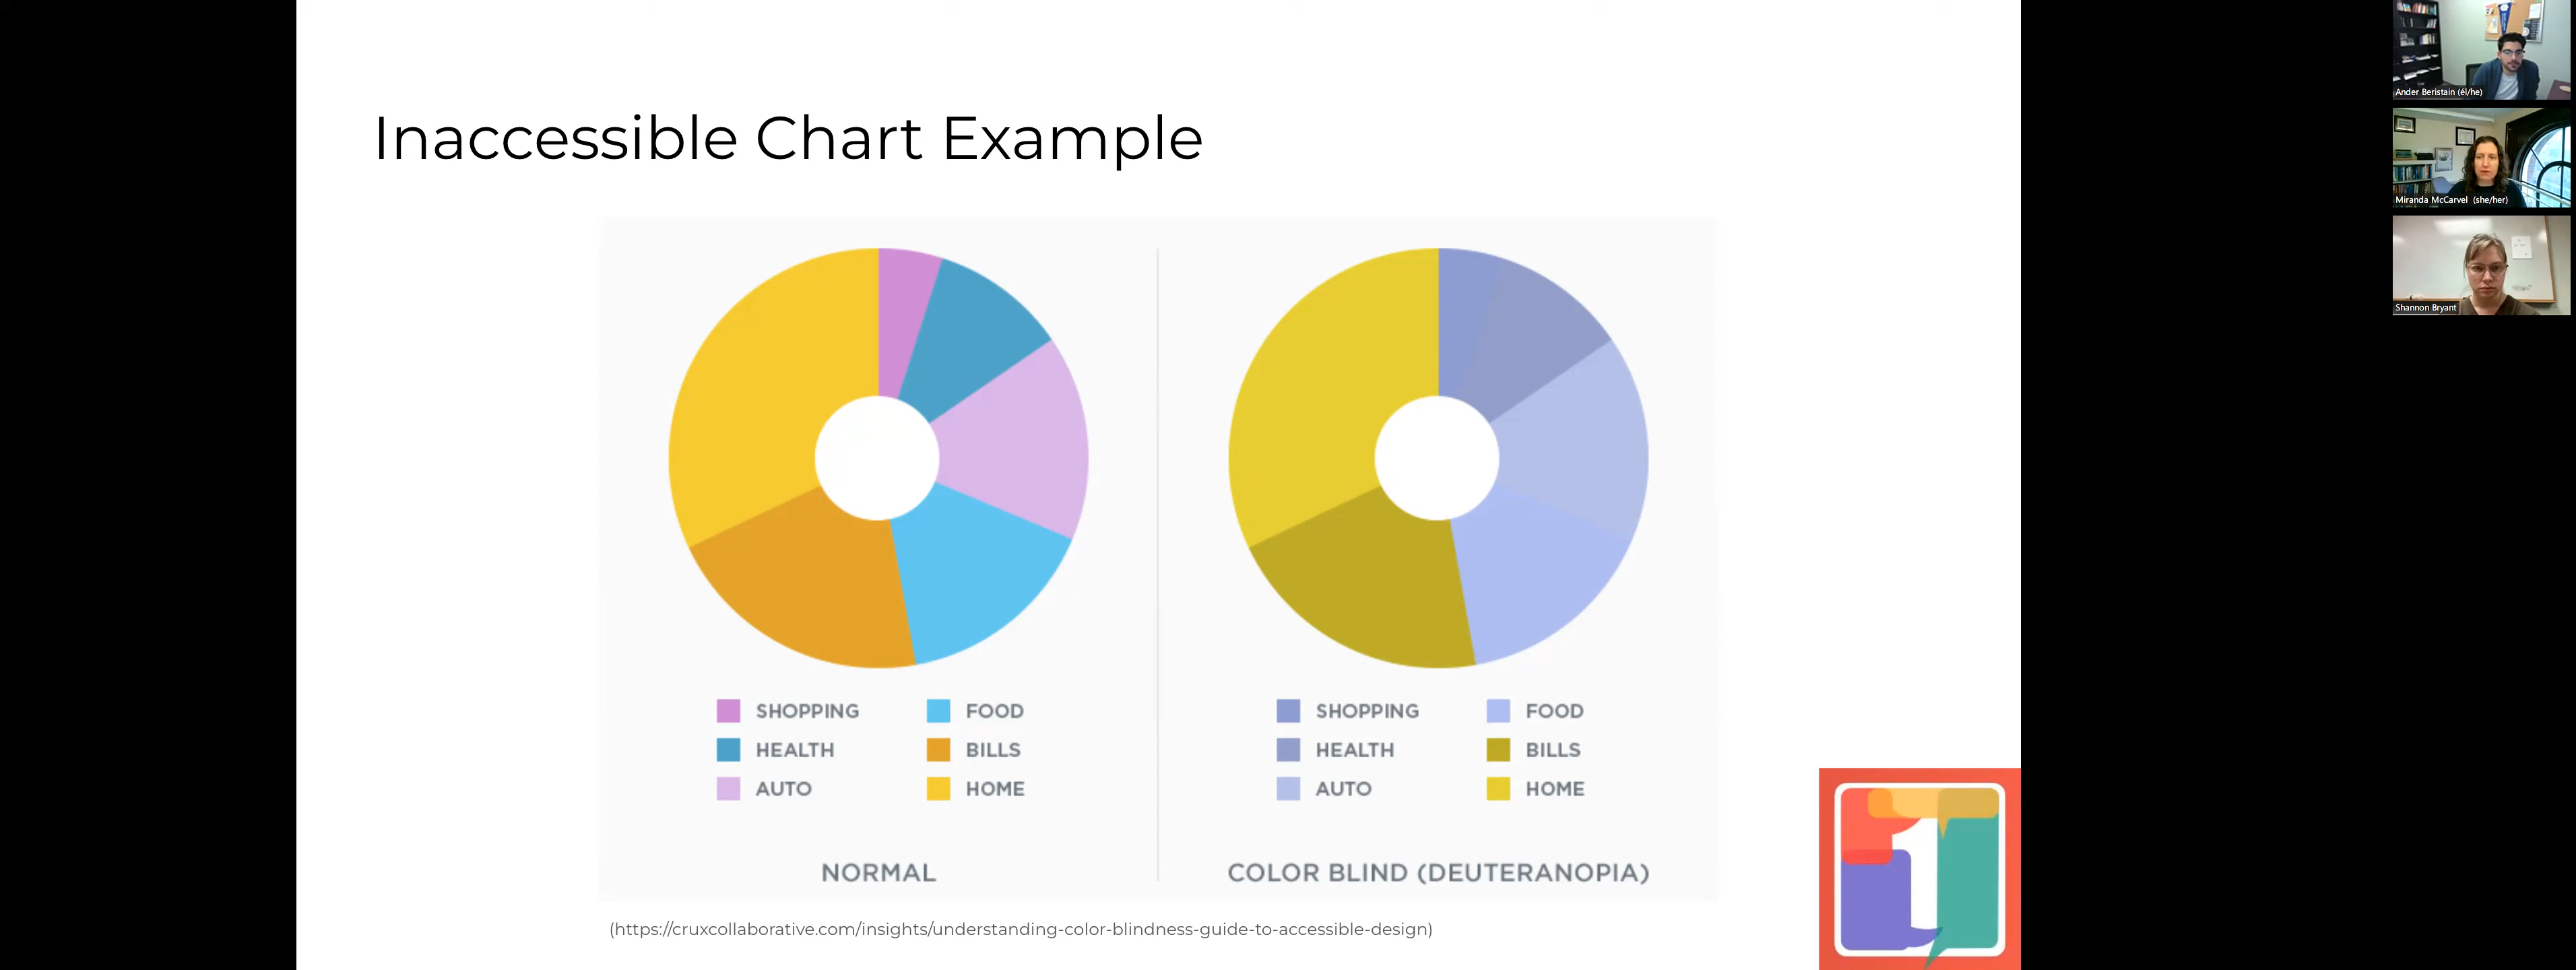 Inaccessible Chart Example
SHOPPING
FOOD
HEALTH
BILLS
AUTO
HOME
NORMAL
SHOPPING
FOOD
HEALTH
BILLS
AUTO
HOME
COLOR BLIND (DEUTERANOPIA)
(https://cruxcollaborative.com/insights/understanding-color-blindness-guide-to-accessible-design)
1
Ander Beristain (él/he)
Miranda McCarvel (she/her)
Shannon Bryant